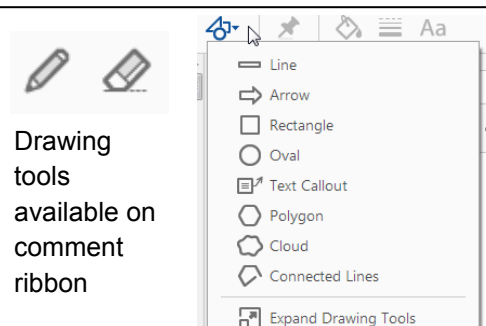 Aa
Line
Arrow
Rectangle
Oval
Text Callout
Polygon
Cloud
Connected Lines
Expand Drawing Tools
Drawing
tools
available on
comment
ribbon